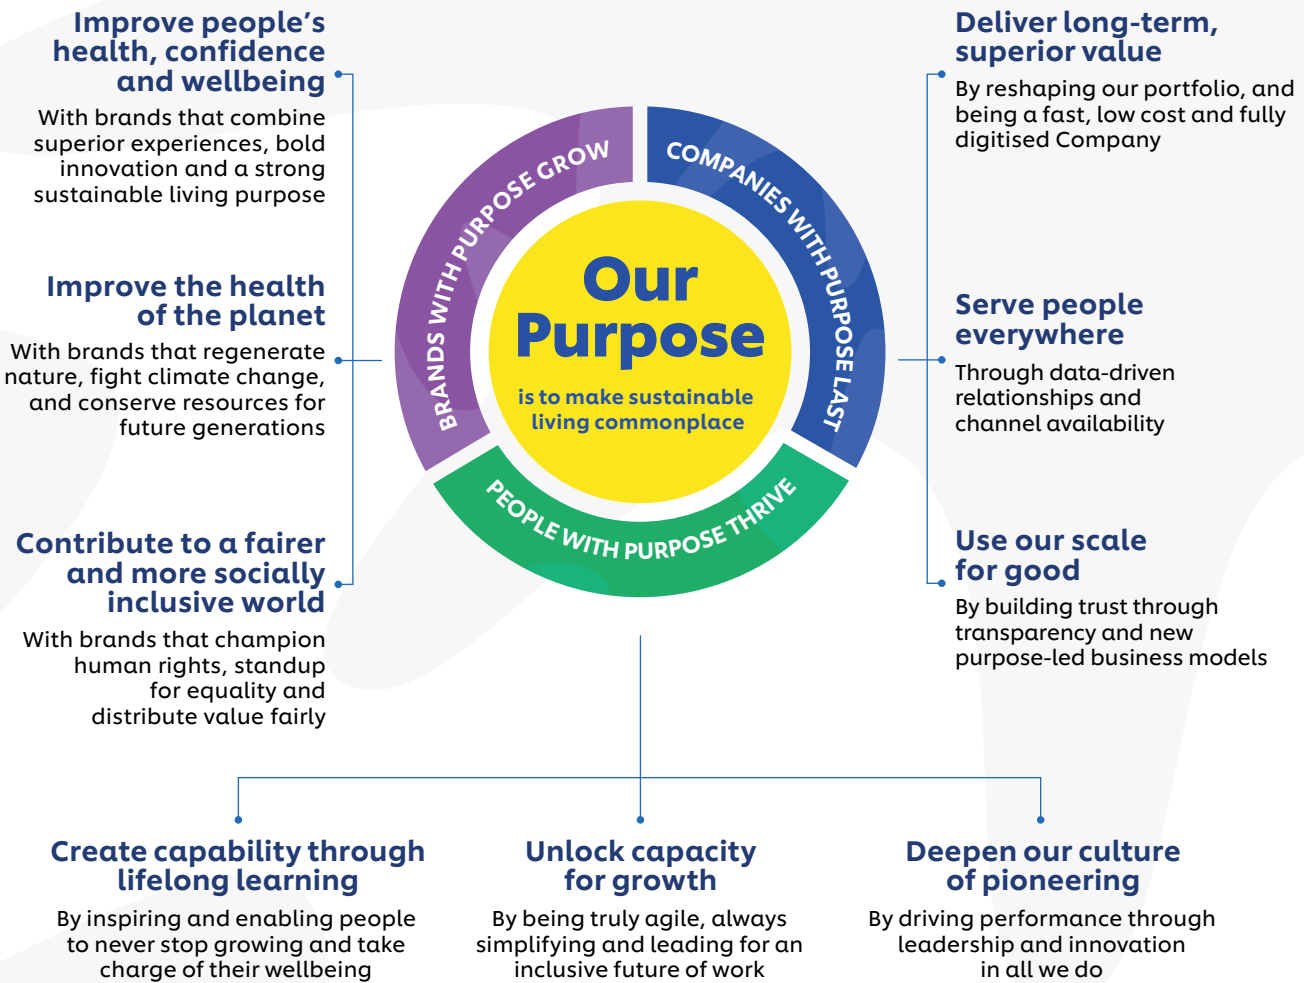 Improve people's
health, confidence
and wellbeing
With brands that combine
superior experiences, bold
innovation and a strong
sustainable living purpose
Improve the health
of the planet
With brands that regenerate
nature, fight climate change,
and conserve resources for
future generations
Contribute to a fairer
and more socially
inclusive world
With brands that champion
human rights, standup
for equality and
distribute value fairly
BRANDS WITH PURPOSE GROW
COMPANIES WITH PURPOSE LAST
PEOPLE WITH PURPOSE THRIVE
Our
Purpose
is to make sustainable
living commonplace
Deliver long-term,
superior value
By reshaping our portfolio, and
being a fast, low cost and fully
digitised Company
Serve people
everywhere
Through data-driven
relationships and
channel availability
Use our scale
for good
By building trust through
transparency and new
purpose-led business models
Create capability through
lifelong learning
By inspiring and enabling people
to never stop growing and take
charge of their wellbeing
Unlock capacity
for growth
By being truly agile, always
simplifying and leading for an
inclusive future of work
Deepen our culture
of pioneering
By driving performance through
leadership and innovation
in all we do